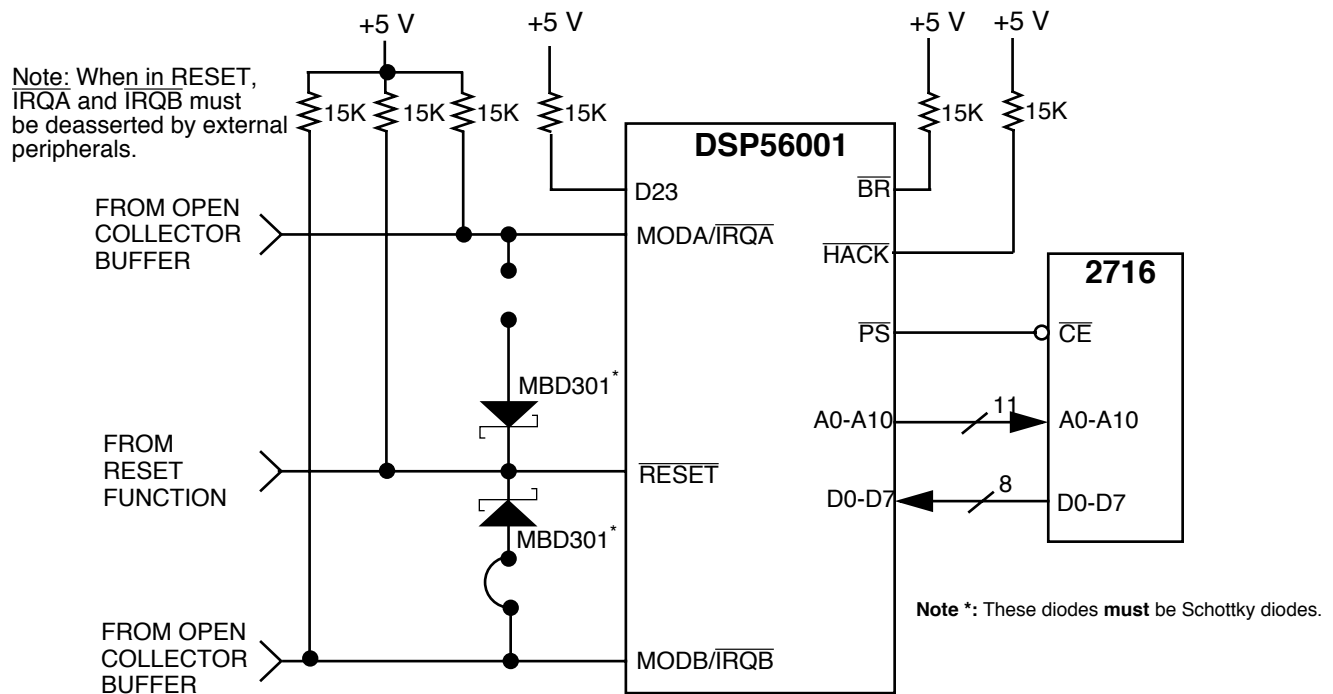 +5 V
+5 V
+5 V
+5 V
Note: When in RESET,
IRQA and IRQB must
be deasserted by external
peripherals.
15K
15K
15K
15K
15K
15K
DSP56001
D23
BR
FROM OPEN
COLLECTOR
BUFFER
MODA/IRQA
HACK
2716
PS
CE
MBD301*
A0-A10
11
A0-A10
FROM
RESET
FUNCTION
RESET
D0-D7
8
D0-D7
MBD301*
Note *: These diodes must be Schottky diodes.
FROM OPEN
COLLECTOR
BUFFER
MODB/IRQB